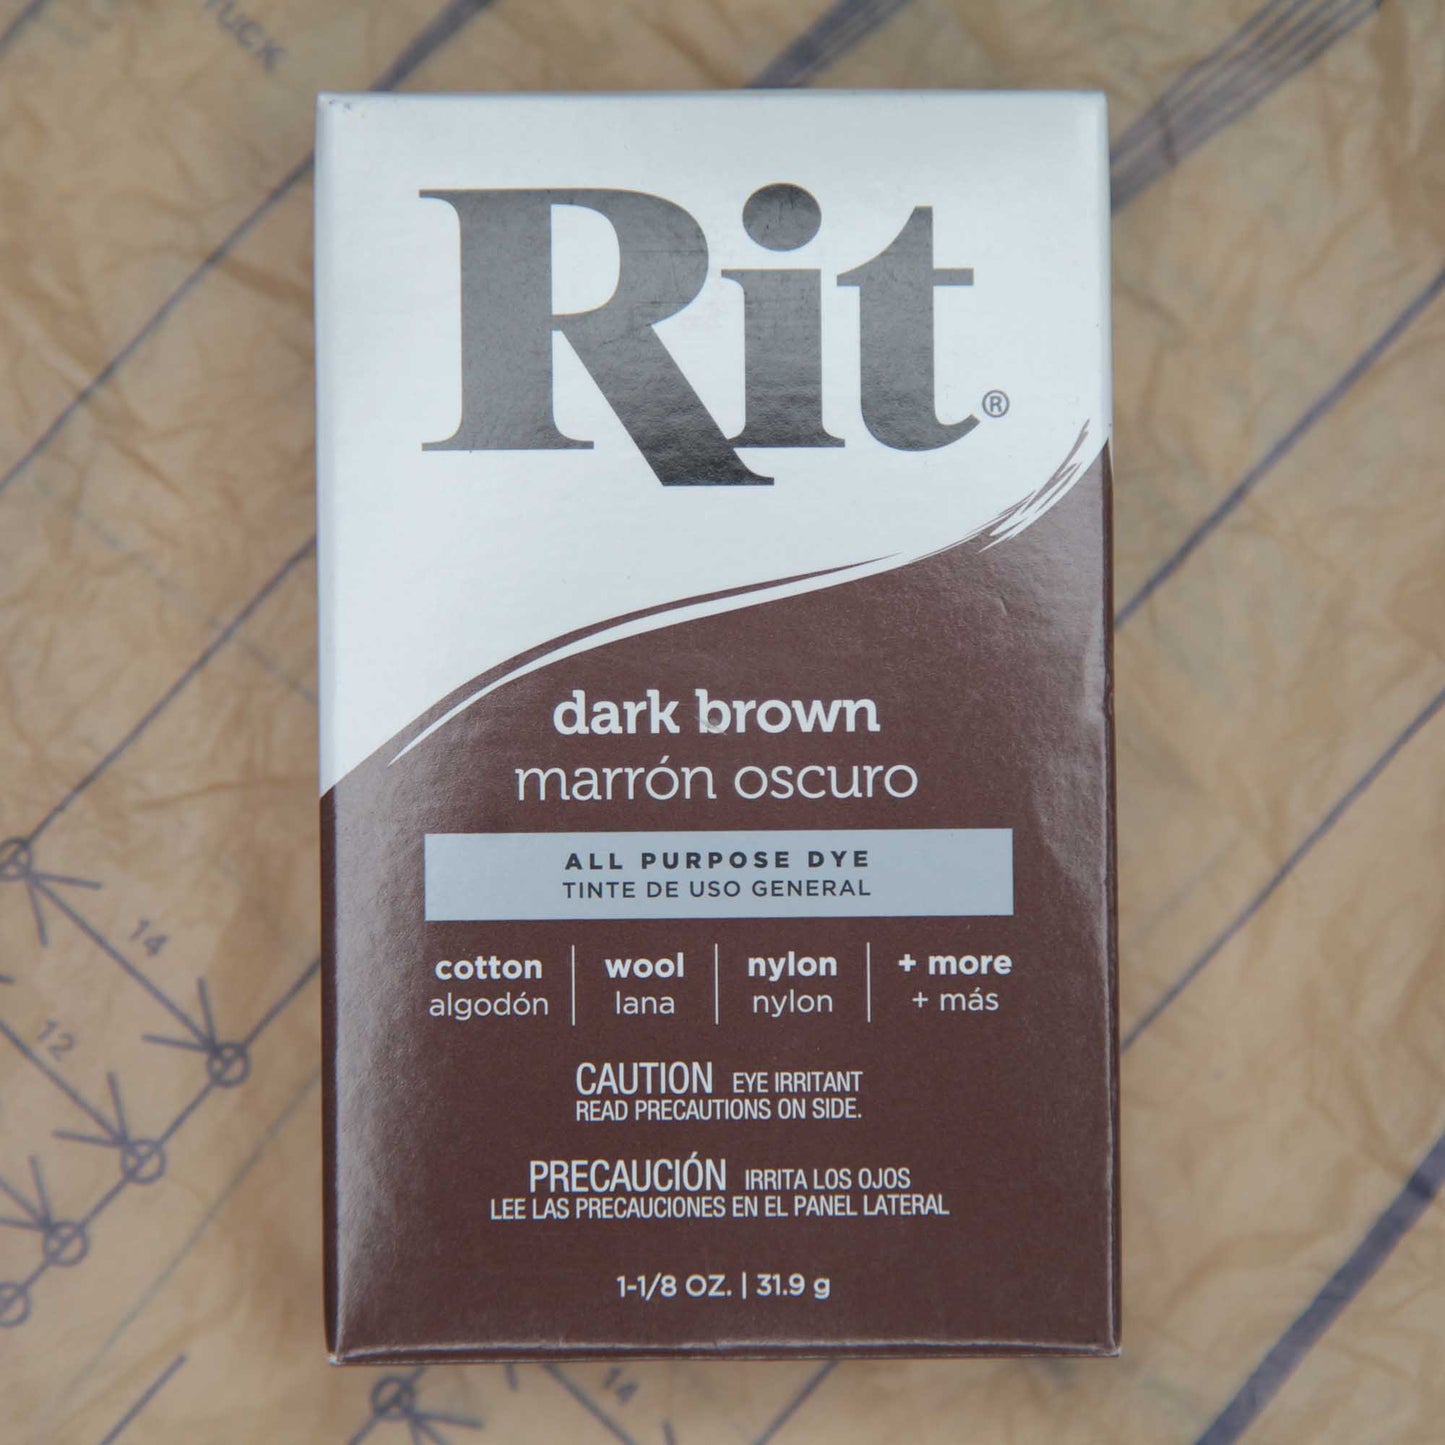 TUCK
Rit®
dark brown
marrón oscuro
ALL PURPOSE DYE
TINTE DE USO GENERAL
cotton wool nylon + more
algodón lana nylon + más
CAUTION EYE IRRITANT
READ PRECAUTIONS ON SIDE.
PRECAUCIÓN IRRITA LOS OJOS
LEE LAS PRECAUCIONES EN EL PANEL LATERAL
1-1/8 OZ. | 31.9 g
14
12
14